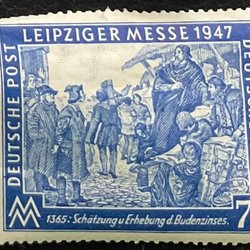 LEIPZIGER MESSE 1947
DEUTSCHE POST
MM
7
1365: Schätzung u. Erhebung d. Budenzinses.